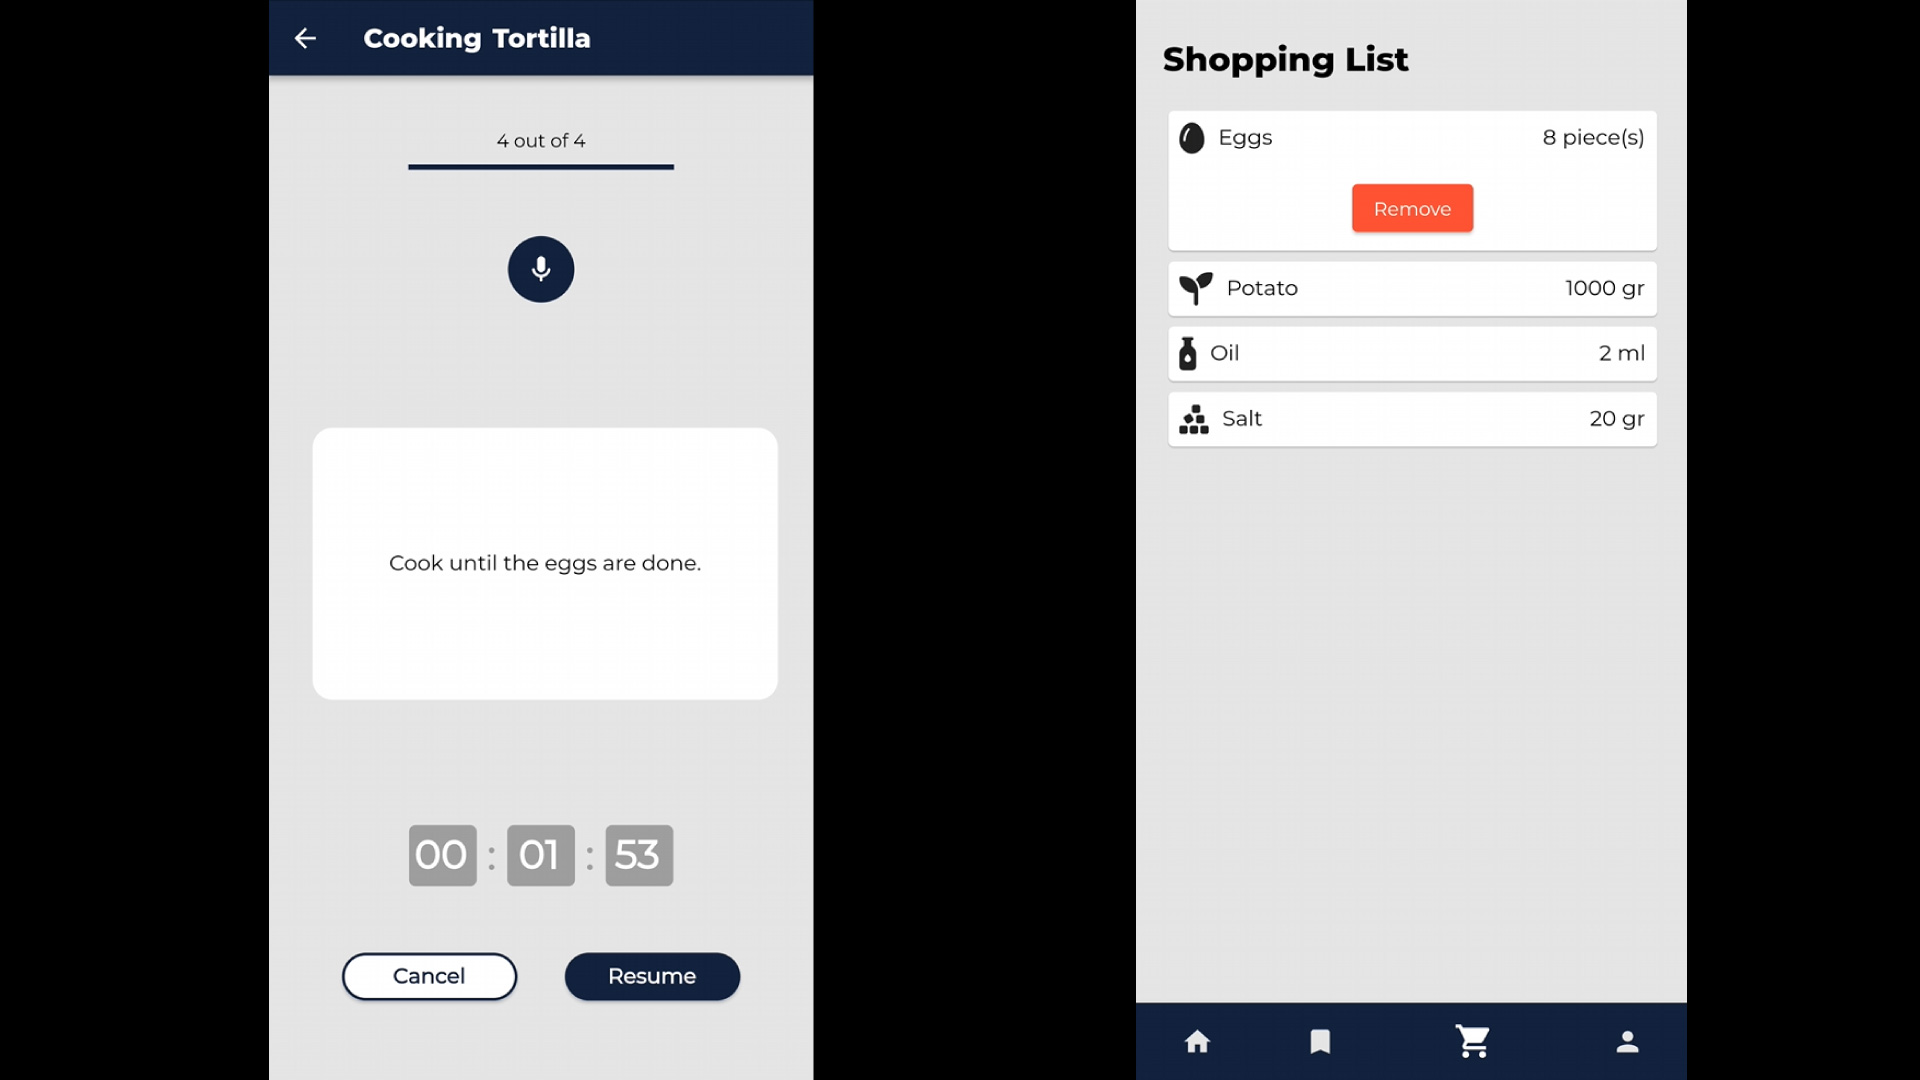 Cooking Tortilla
4 out of 4
Cook until the eggs are done.
00 : 01 : 53
Cancel
Resume
Shopping List
Eggs 8 piece(s)
Remove
Potato 1000 gr
Oil 2 ml
Salt 20 gr